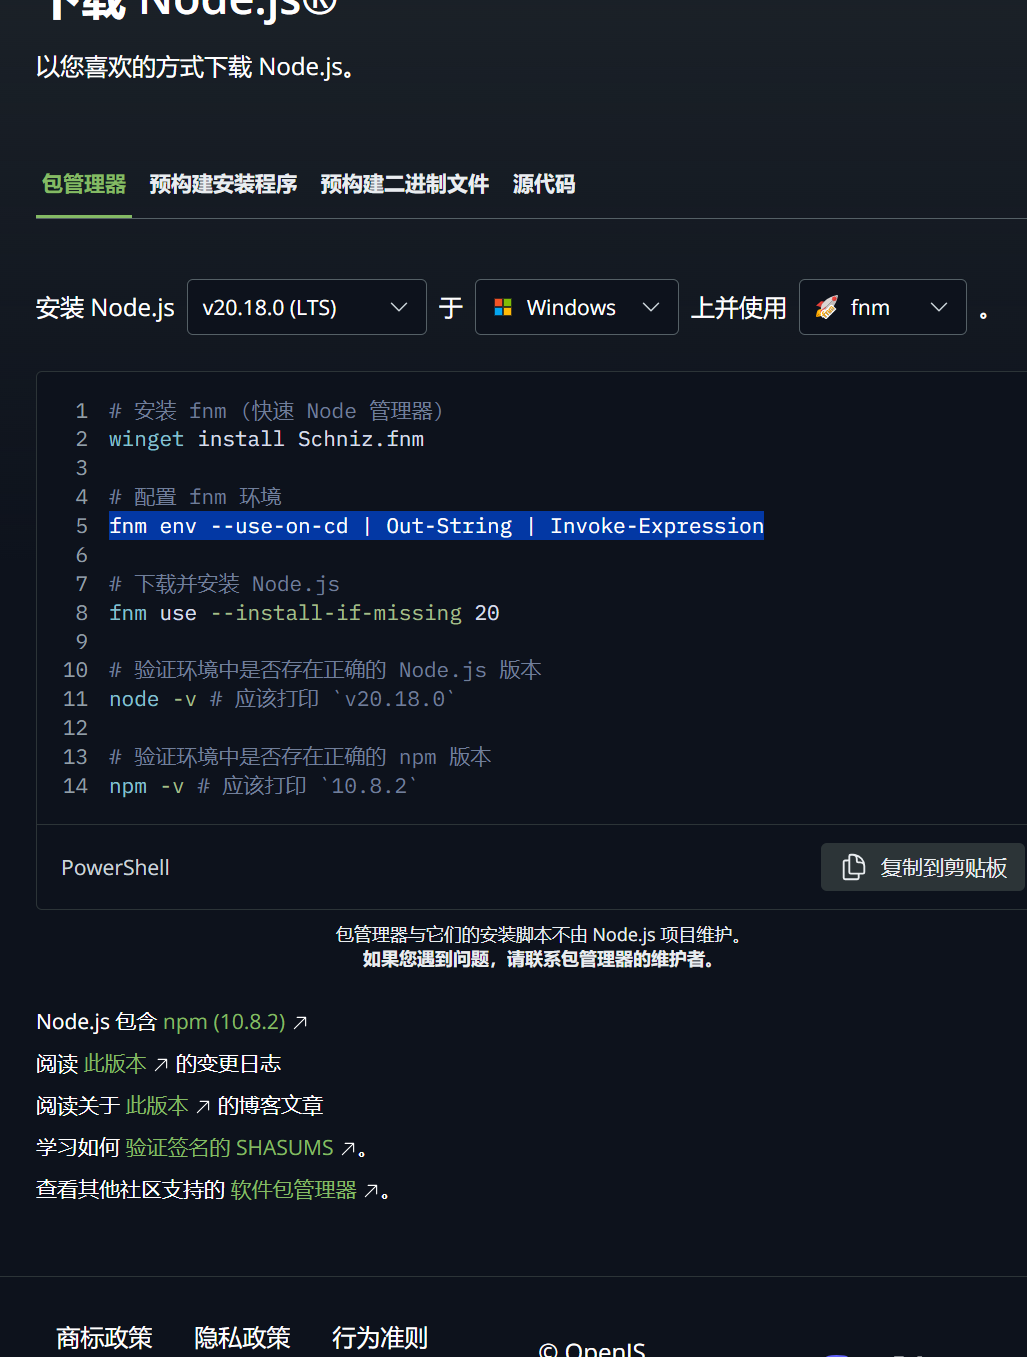 下载 Node.js®
以您喜欢的方式下载 Node.js。
包管理器 预构建安装程序 预构建二进制文件 源代码
安装 Node.js v20.18.0 (LTS) 于 Windows 上并使用 fnm 。
1 # 安装 fnm (快速 Node 管理器)
2 winget install Schniz.fnm
3
4 # 配置 fnm 环境
5 fnm env --use-on-cd | Out-String | Invoke-Expression
6
7 # 下载并安装 Node.js
8 fnm use --install-if-missing 20
9
10 # 验证环境中是否存在正确的 Node.js 版本
11 node -v # 应该打印 `v20.18.0`
12
13 # 验证环境中是否存在正确的 npm 版本
14 npm -v # 应该打印 `10.8.2`
PowerShell 复制到剪贴板
包管理器与它们的安装脚本不由 Node.js 项目维护。
如果您遇到问题，请联系包管理器的维护者。
Node.js 包含 npm (10.8.2) ↗
阅读 此版本 ↗ 的变更日志
阅读关于 此版本 ↗ 的博客文章
学习如何 验证签名的 SHASUMS ↗。
查看其他社区支持的 软件包管理器 ↗。
商标政策 隐私政策 行为准则
© OpenJS